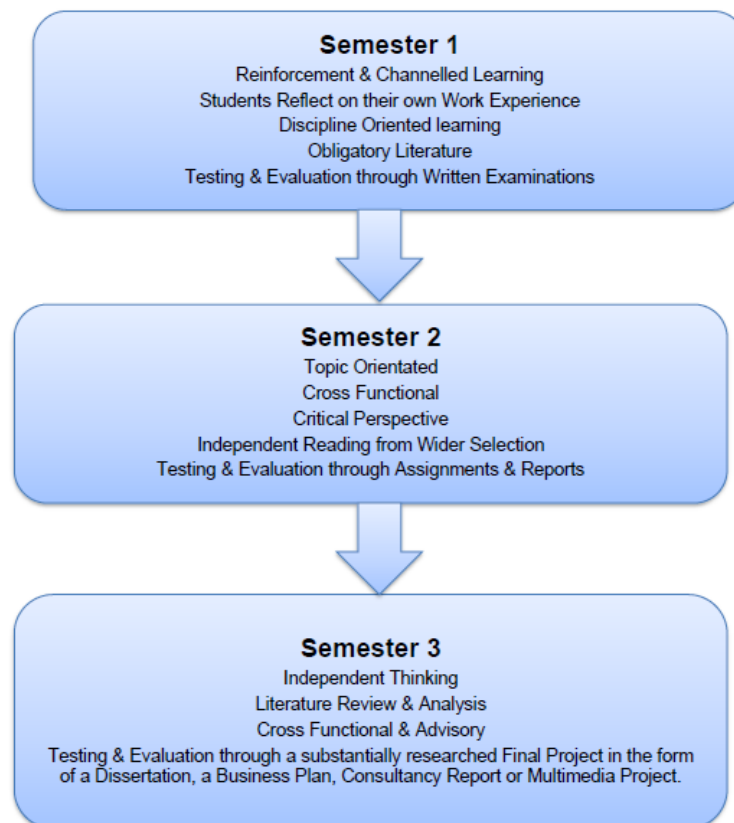 Semester 1
Reinforcement & Channelled Learning
Students Reflect on their own Work Experience
Discipline Oriented learning
Obligatory Literature
Testing & Evaluation through Written Examinations
Semester 2
Topic Orientated
Cross Functional
Critical Perspective
Independent Reading from Wider Selection
Testing & Evaluation through Assignments & Reports
Semester 3
Independent Thinking
Literature Review & Analysis
Cross Functional & Advisory
Testing & Evaluation through a substantially researched Final Project in the form
of a Dissertation, a Business Plan, Consultancy Report or Multimedia Project.